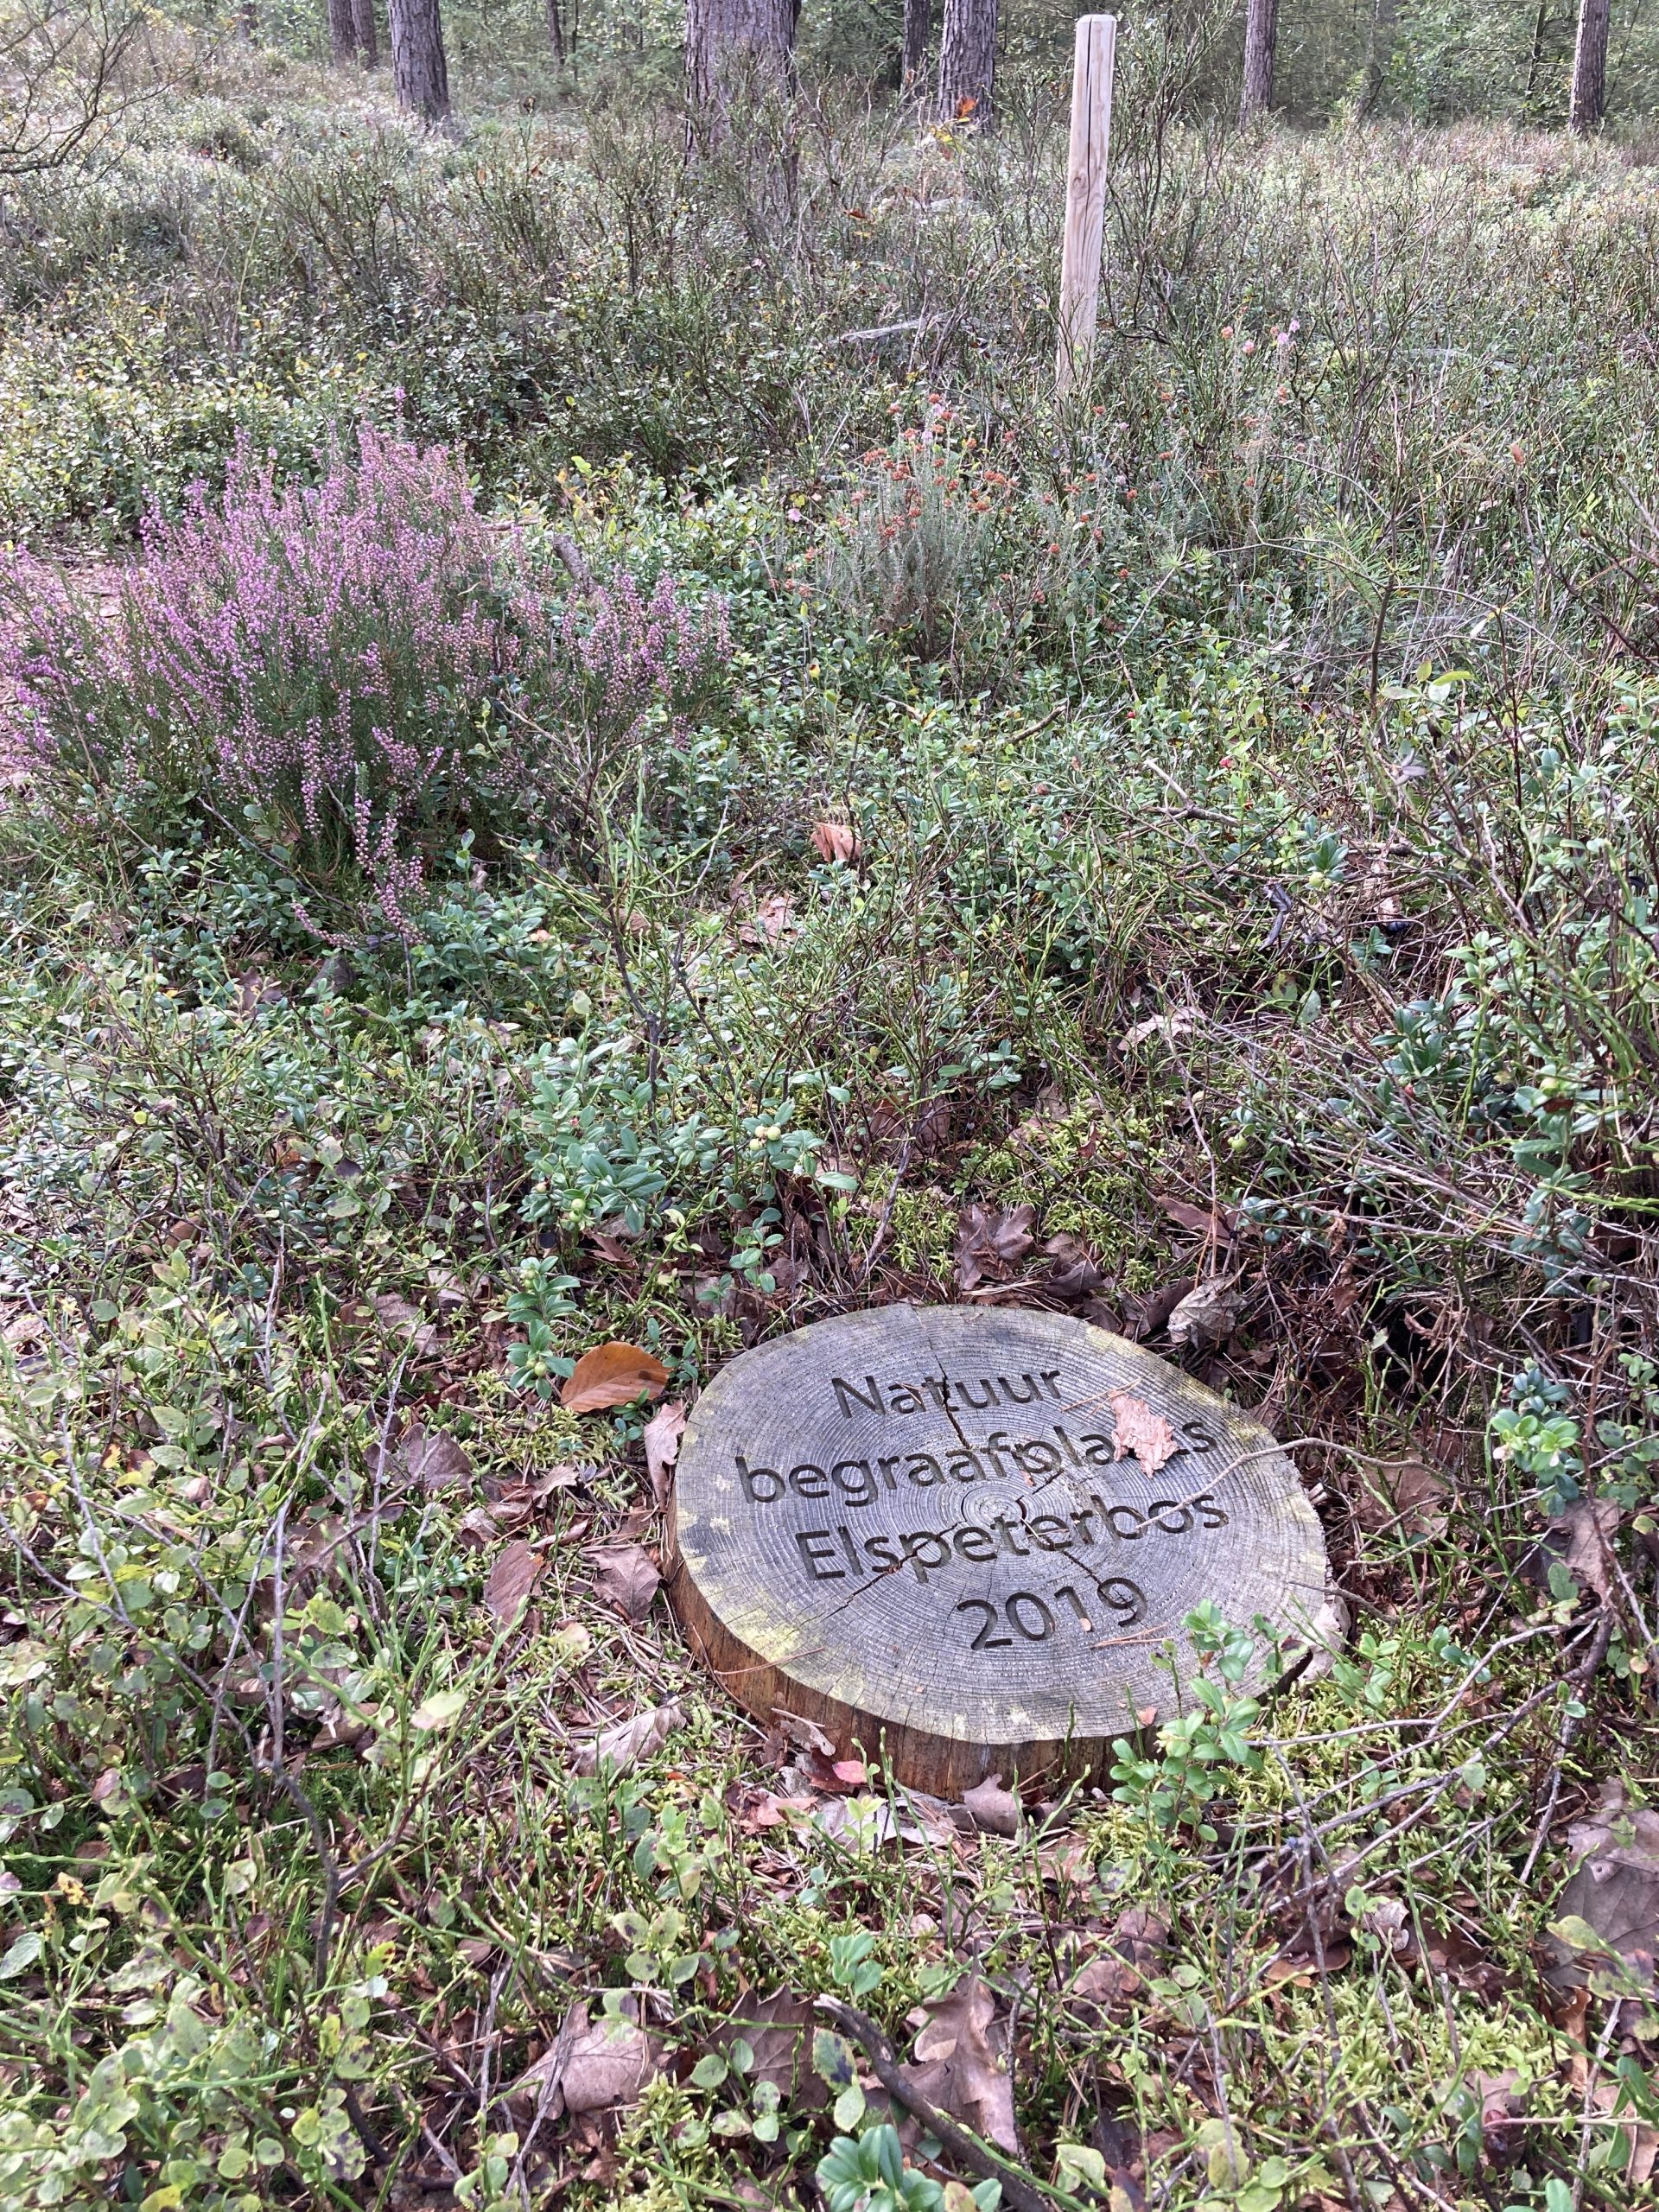 Natuur
begraafplaats
Elspeterbos
2019